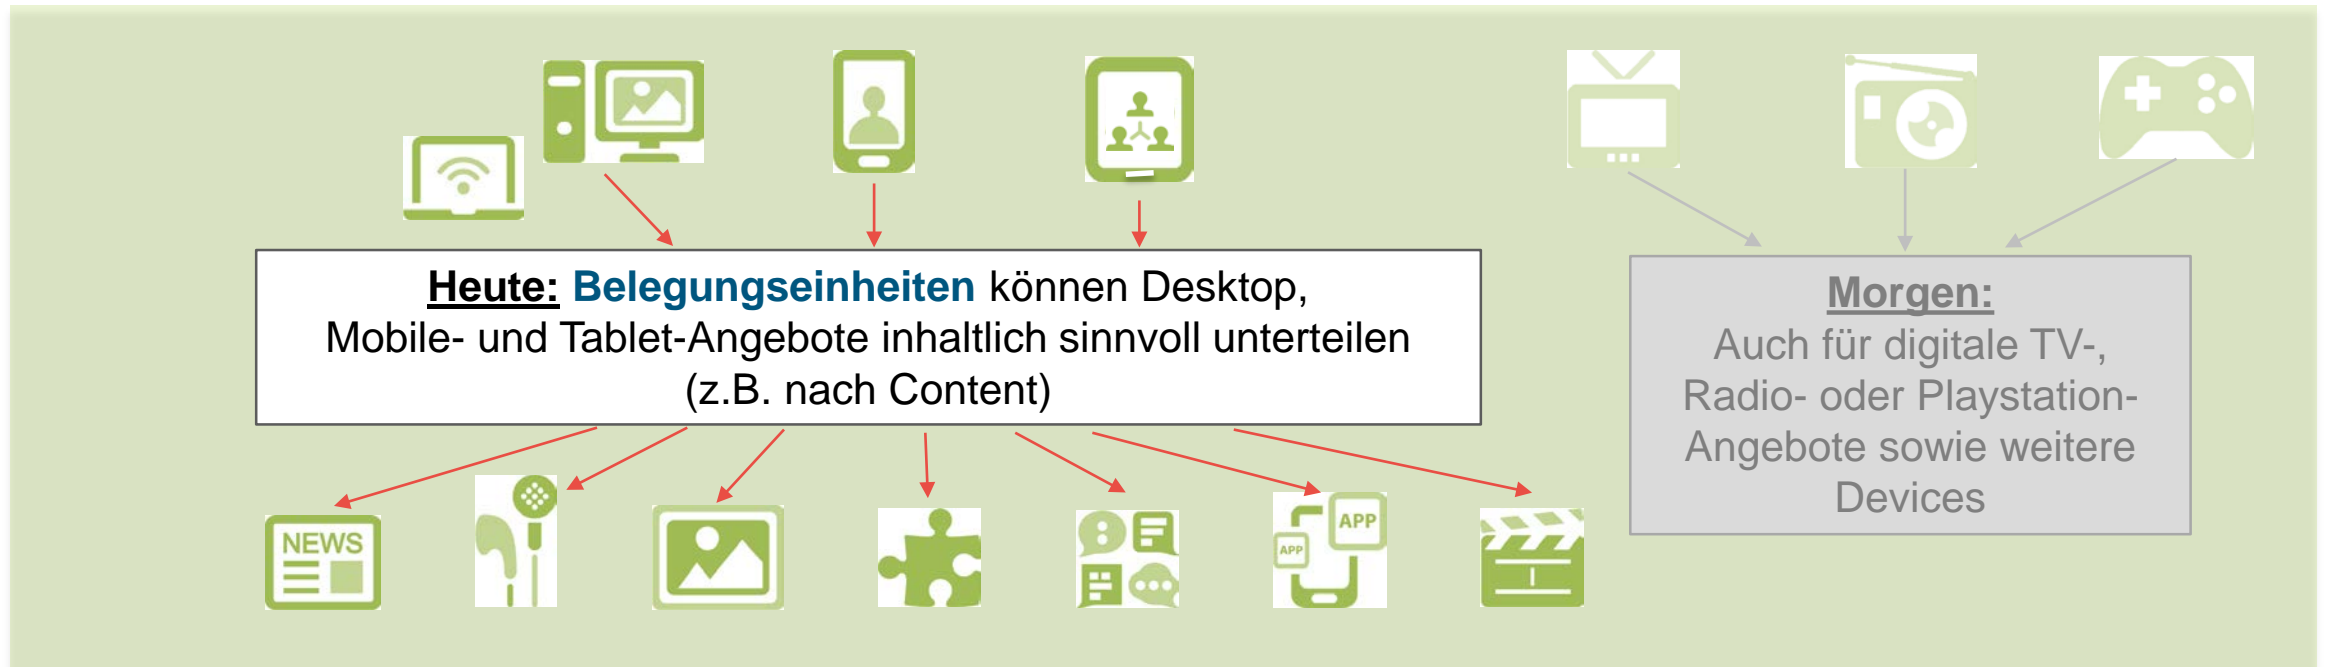 Heute: Belegungseinheiten können Desktop,
Mobile- und Tablet-Angebote inhaltlich sinnvoll unterteilen
(z.B. nach Content)
Morgen:
Auch für digitale TV-,
Radio- oder Playstation-
Angebote sowie weitere
Devices
NEWS
APP
APP